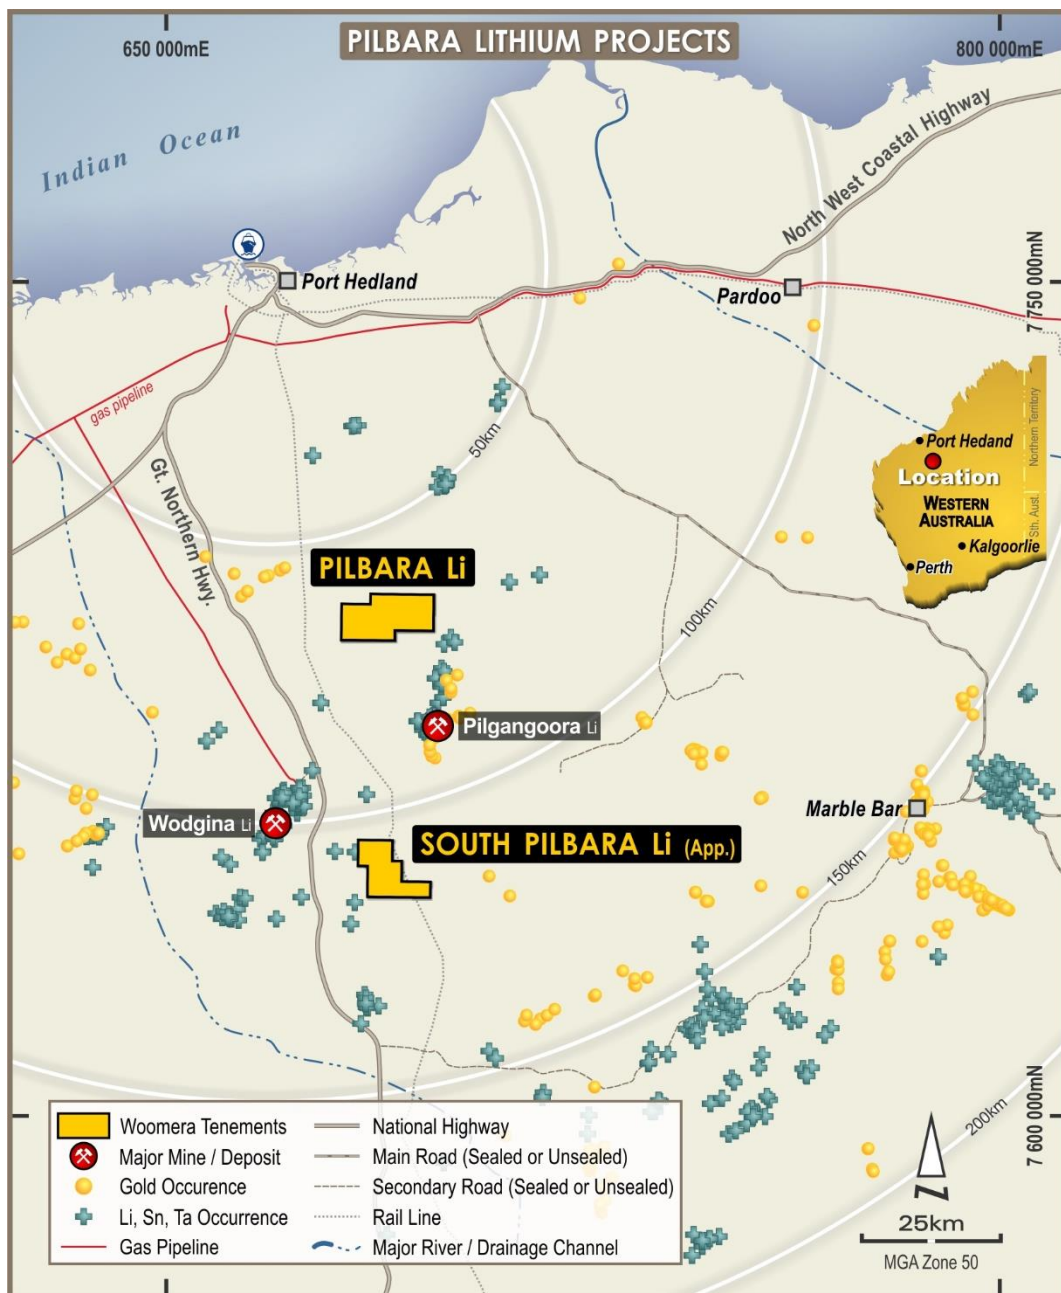 650 000mE
PILBARA LITHIUM PROJECTS
800 000mE
Indian Ocean
North West Coastal Highway
Port Hedland
Pardoo
7 750 000mN
gas pipeline
Gt. Northern Hwy.
50km
Port Hedand
Location
WESTERN
AUSTRALIA
Kalgoorlie
Perth
Northern Territory
Sth. Aust.
PILBARA Li
100km
Pilgangoora Li
Marble Bar
Wodgina Li
SOUTH PILBARA Li (App.)
150km
200km
7 600 000mN
Woomera Tenements
Major Mine / Deposit
Gold Occurence
Li, Sn, Ta Occurrence
Gas Pipeline
National Highway
Main Road (Sealed or Unsealed)
Secondary Road (Sealed or Unsealed)
Rail Line
Major River / Drainage Channel
N
25km
MGA Zone 50